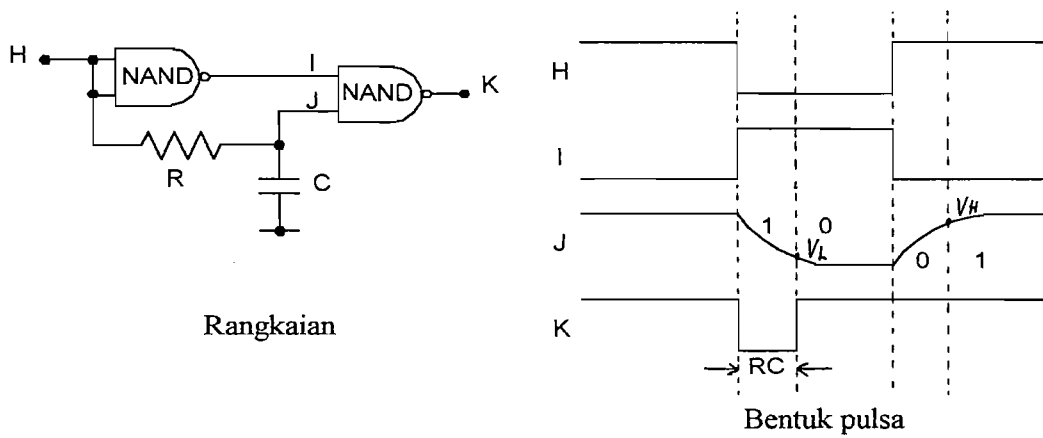 H
NAND
I
J
NAND
K
R
C
Rangkaian
H
I
J
1 0
VL
VH
0 1
K
RC
Bentuk pulsa